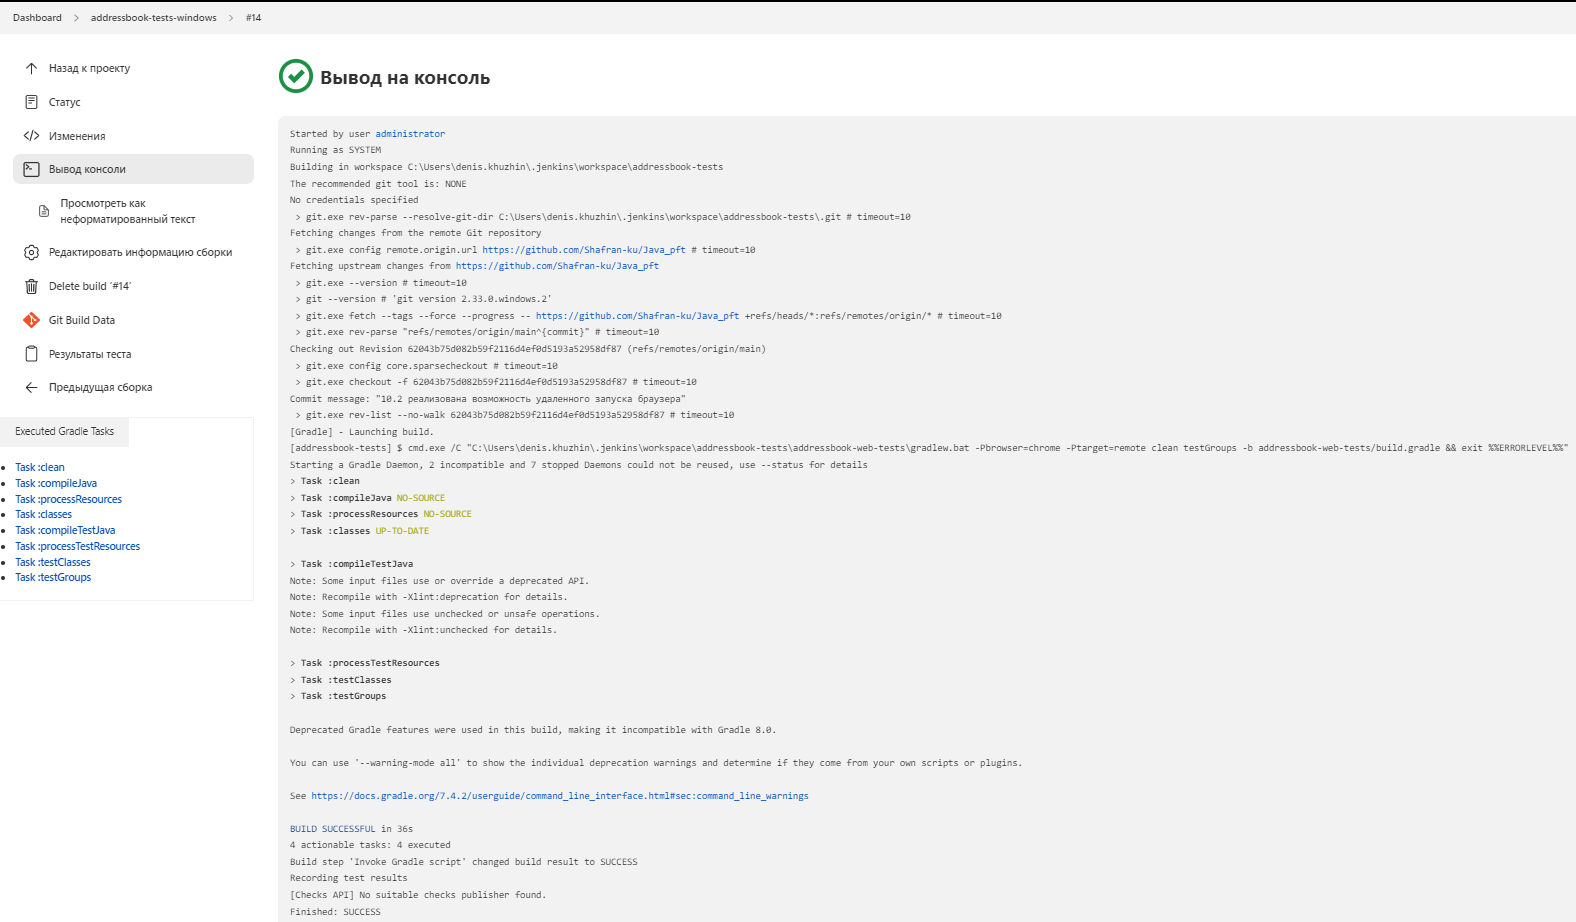 Dashboard > addressbook-tests-windows > #14
Назад к проекту
Статус
Изменения
Вывод консоли
Просмотреть как
неформатированный текст
Редактировать информацию сборки
Delete build ‘#14’
Git Build Data
Результаты теста
Предыдущая сборка
Executed Gradle Tasks
Task :clean
Task :compileJava
Task :processResources
Task :classes
Task :compileTestJava
Task :processTestResources
Task :testClasses
Task :testGroups
Вывод на консоль
Started by user administrator
Running as SYSTEM
Building in workspace C:\Users\denis.khuzhin\.jenkins\workspace\addressbook-tests
The recommended git tool is: NONE
No credentials specified
> git.exe rev-parse --resolve-git-dir C:\Users\denis.khuzhin\.jenkins\workspace\addressbook-tests\.git # timeout=10
Fetching changes from the remote Git repository
> git.exe config remote.origin.url https://github.com/Shafran-ku/Java_pft # timeout=10
Fetching upstream changes from https://github.com/Shafran-ku/Java_pft
> git.exe --version # timeout=10
> git --version # 'git version 2.33.0.windows.2'
> git.exe fetch --tags --force --progress -- https://github.com/Shafran-ku/Java_pft +refs/heads/*:refs/remotes/origin/* # timeout=10
> git.exe rev-parse "refs/remotes/origin/main^{commit}" # timeout=10
Checking out Revision 62043b75d082b59f2116d4ef0d5193a52958df87 (refs/remotes/origin/main)
> git.exe config core.sparsecheckout # timeout=10
> git.exe checkout -f 62043b75d082b59f2116d4ef0d5193a52958df87 # timeout=10
Commit message: "10.2 реализована возможность удаленного запуска браузера"
> git.exe rev-list --no-walk 62043b75d082b59f2116d4ef0d5193a52958df87 # timeout=10
[Gradle] - Launching build.
[addressbook-tests] $ cmd.exe /C "C:\Users\denis.khuzhin\.jenkins\workspace\addressbook-tests\addressbook-web-tests\gradlew.bat -Pbrowser=chrome -Ptarget=remote clean testGroups -b addressbook-web-tests/build.gradle && exit %%ERRORLEVEL%%"
Starting a Gradle Daemon, 2 incompatible and 7 stopped Daemons could not be reused, use --status for details
> Task :clean
> Task :compileJava NO-SOURCE
> Task :processResources NO-SOURCE
> Task :classes UP-TO-DATE
> Task :compileTestJava
Note: Some input files use or override a deprecated API.
Note: Recompile with -Xlint:deprecation for details.
Note: Some input files use unchecked or unsafe operations.
Note: Recompile with -Xlint:unchecked for details.
> Task :processTestResources
> Task :testClasses
> Task :testGroups
Deprecated Gradle features were used in this build, making it incompatible with Gradle 8.0.
You can use '--warning-mode all' to show the individual deprecation warnings and determine if they come from your own scripts or plugins.
See https://docs.gradle.org/7.4.2/userguide/command_line_interface.html#sec:command_line_warnings
BUILD SUCCESSFUL in 36s
4 actionable tasks: 4 executed
Build step 'Invoke Gradle script' changed build result to SUCCESS
Recording test results
[Checks API] No suitable checks publisher found.
Finished: SUCCESS